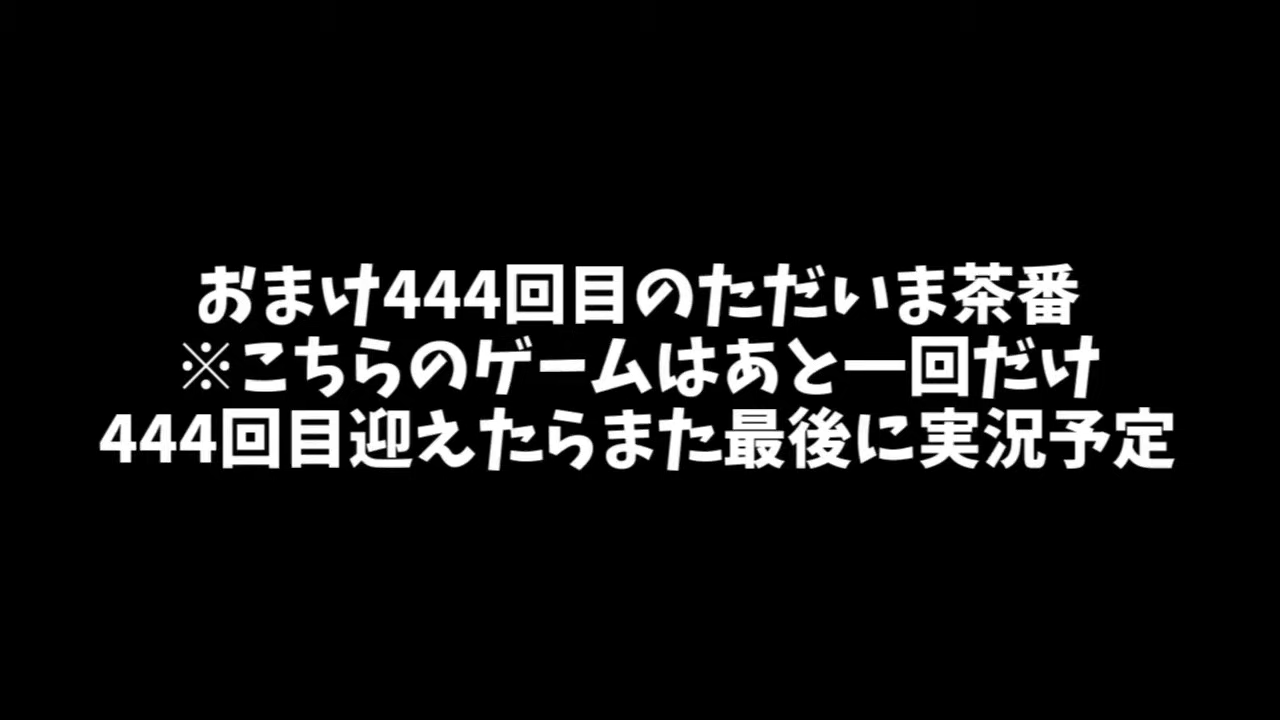 おまけ444回目のただいま茶番
※こちらのゲームはあと一回だけ
444回目迎えたらまた最後に実況予定